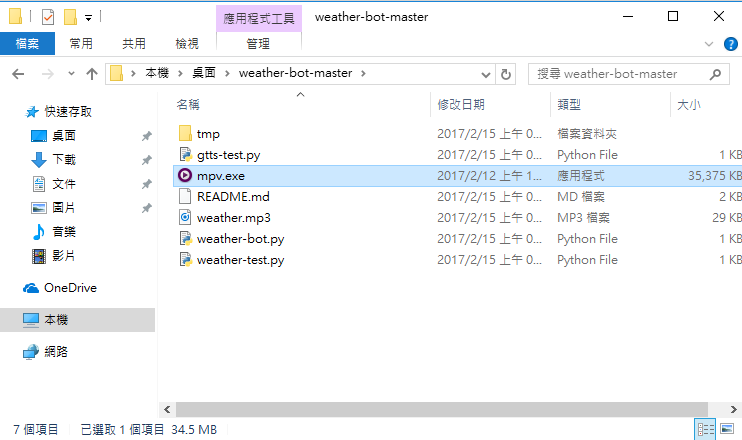 應用程式工具 weather-bot-master
檔案 常用 共用 檢視 管理
本機 桌面 weather-bot-master 搜尋 weather-bot-master
名稱 修改日期 類型 大小
快速存取
桌面
下載
文件
圖片
音樂
影片
OneDrive
本機
網路
tmp 2017/2/15 上午 0... 檔案資料夾
gtts-test.py 2017/2/15 上午 0... Python File 1 KB
mpv.exe 2017/2/12 上午 1... 應用程式 35,375 KB
README.md 2017/2/15 上午 0... MD 檔案 2 KB
weather.mp3 2017/2/15 上午 0... MP3 檔案 29 KB
weather-bot.py 2017/2/15 上午 0... Python File 1 KB
weather-test.py 2017/2/15 上午 0... Python File 1 KB
7 個項目 已選取 1 個項目 34.5 MB